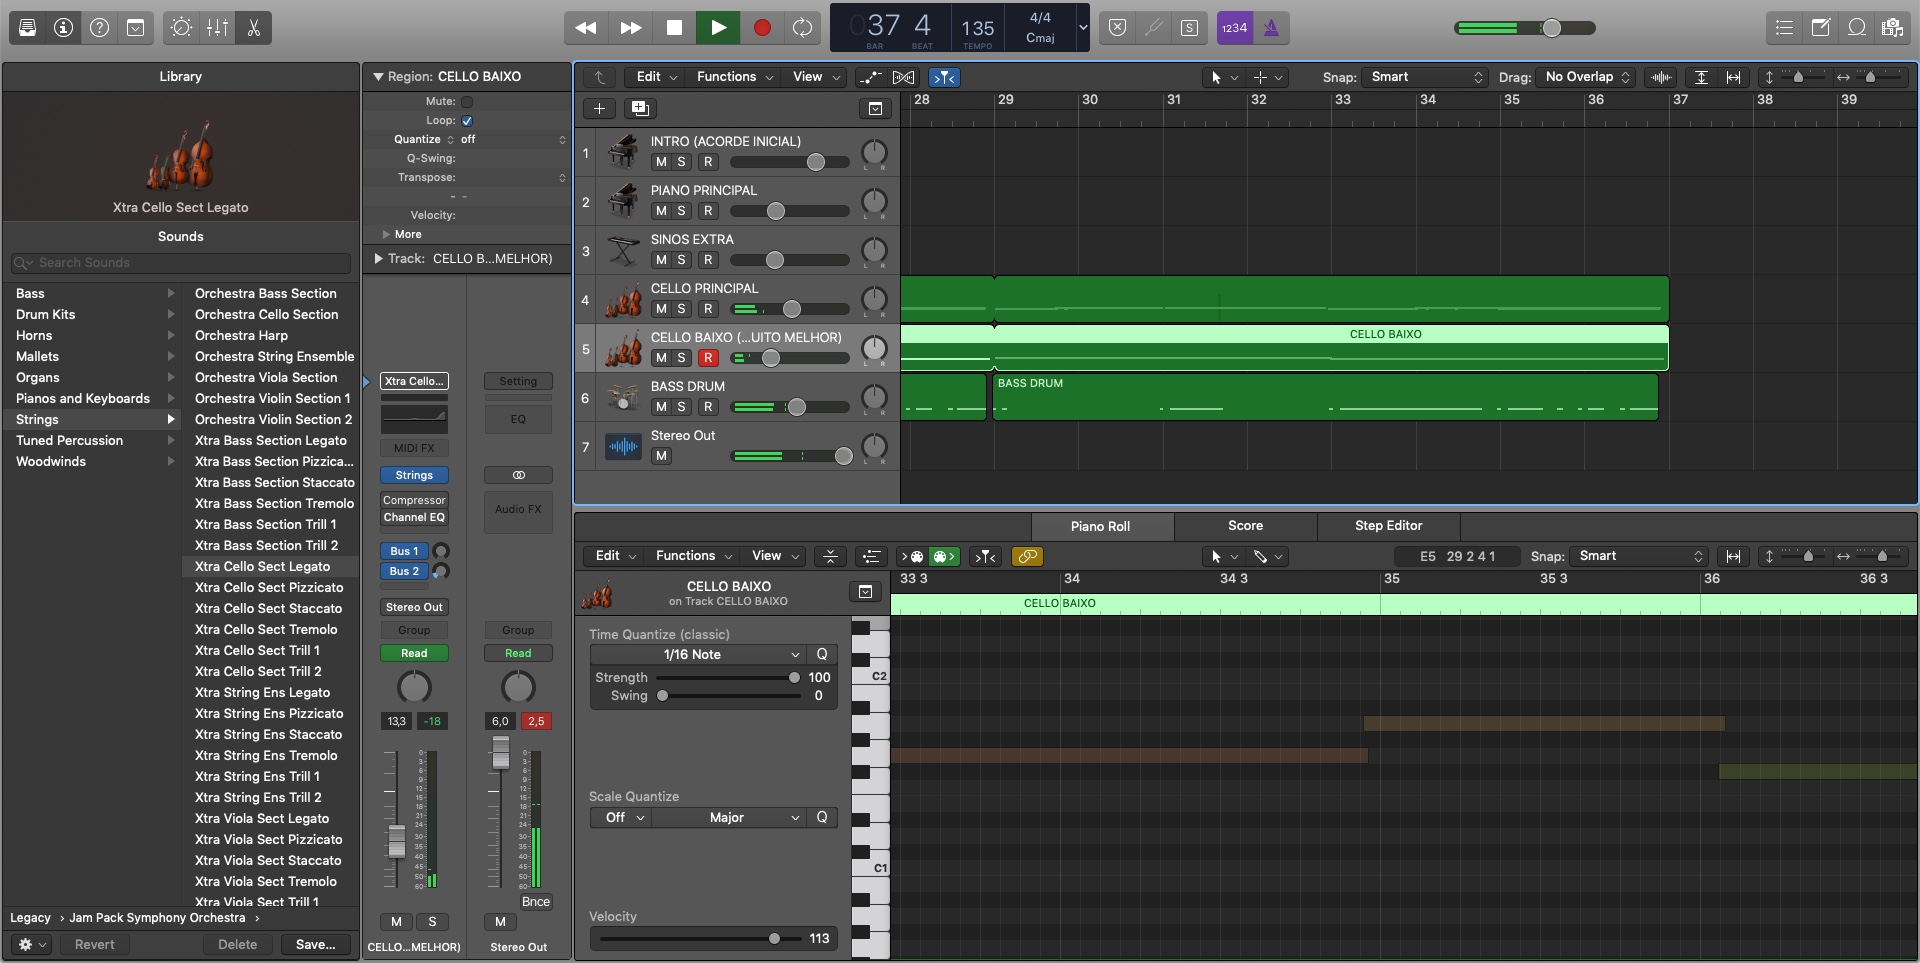 37 4
BAR BEAT
135
TEMPO
4/4
Cmaj
S
1234
Library
Xtra Cello Sect Legato
Sounds
Search Sounds
Bass
Drum Kits
Horns
Mallets
Organs
Pianos and Keyboards
Strings
Tuned Percussion
Woodwinds
Orchestra Bass Section
Orchestra Cello Section
Orchestra Harp
Orchestra String Ensemble
Orchestra Viola Section
Orchestra Violin Section 1
Orchestra Violin Section 2
Xtra Bass Section Legato
Xtra Bass Section Pizzica...
Xtra Bass Section Staccato
Xtra Bass Section Tremolo
Xtra Bass Section Trill 1
Xtra Bass Section Trill 2
Xtra Cello Sect Legato
Xtra Cello Sect Pizzicato
Xtra Cello Sect Staccato
Xtra Cello Sect Tremolo
Xtra Cello Sect Trill 1
Xtra Cello Sect Trill 2
Xtra String Ens Legato
Xtra String Ens Pizzicato
Xtra String Ens Staccato
Xtra String Ens Tremolo
Xtra String Ens Trill 1
Xtra String Ens Trill 2
Xtra Viola Sect Legato
Xtra Viola Sect Pizzicato
Xtra Viola Sect Staccato
Xtra Viola Sect Tremolo
Xtra Viola Sect Trill 1
Legacy > Jam Pack Symphony Orchestra >
Revert Delete Save...
Region: CELLO BAIXO
Mute:
Loop:
Quantize off
Q-Swing:
Transpose:
- -
Velocity:
More
Track: CELLO B...MELHOR)
Xtra Cello... Setting
EQ
MIDI FX
Strings
Compressor
Channel EQ
Audio FX
Bus 1
Bus 2
Stereo Out
Group Group
Read Read
13,3 -18 6,0 2,5
Bnce
M S M
CELLO...MELHOR) Stereo Out
Edit Functions View Snap: Smart Drag: No Overlap
28 29 30 31 32 33 34 35 36 37 38 39
1 INTRO (ACORDE INICIAL)
M S R L R
2 PIANO PRINCIPAL
M S R L R
3 SINOS EXTRA
M S R L R
4 CELLO PRINCIPAL
M S R L R
5 CELLO BAIXO (...UITO MELHOR)
M S R L R
CELLO BAIXO
6 BASS DRUM
M S R L R
BASS DRUM
7 Stereo Out
M L R
Piano Roll Score Step Editor
Edit Functions View E5 29 2 4 1 Snap: Smart
33 3 34 34 3 35 35 3 36 36 3
CELLO BAIXO
on Track CELLO BAIXO
CELLO BAIXO
Time Quantize (classic)
1/16 Note Q
Strength 100
Swing 0
Scale Quantize
Off Major Q
Velocity
113
C2
C1